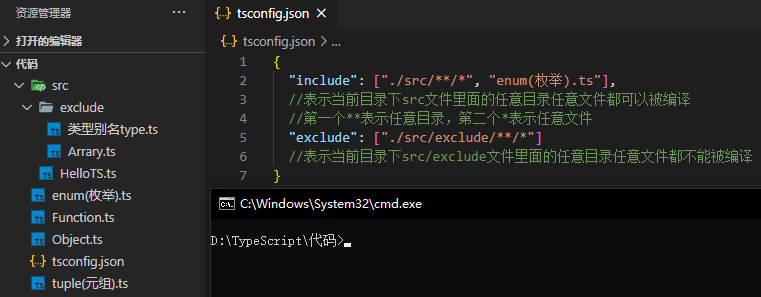 资源管理器 ...
打开的编辑器
代码
src
exclude
TS 类型别名type.ts
TS Arrary.ts
TS HelloTS.ts
TS enum(枚举).ts
TS Function.ts
TS Object.ts
tsconfig.json
TS tuple(元组).ts
tsconfig.json ×
tsconfig.json > ...
1 {
2 "include": ["./src/**/*", "enum(枚举).ts"],
3 //表示当前目录下src文件里面的任意目录任意文件都可以被编译
4 //第一个**表示任意目录，第二个*表示任意文件
5 "exclude": ["./src/exclude/**/*"]
6 //表示当前目录下src/exclude文件里面的任意目录任意文件都不能被编译
7 }
C:\Windows\System32\cmd.exe
D:\TypeScript\代码>